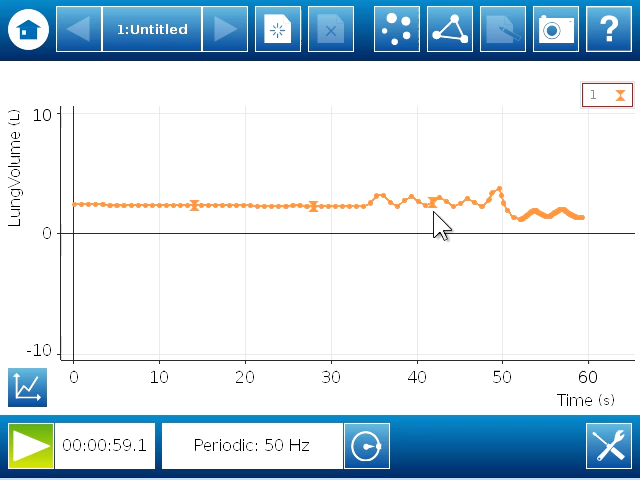 1:Untitled
?
1
LungVolume (L)
10
0
-10
0 10 20 30 40 50 60
Time (s)
00:00:59.1
Periodic: 50 Hz